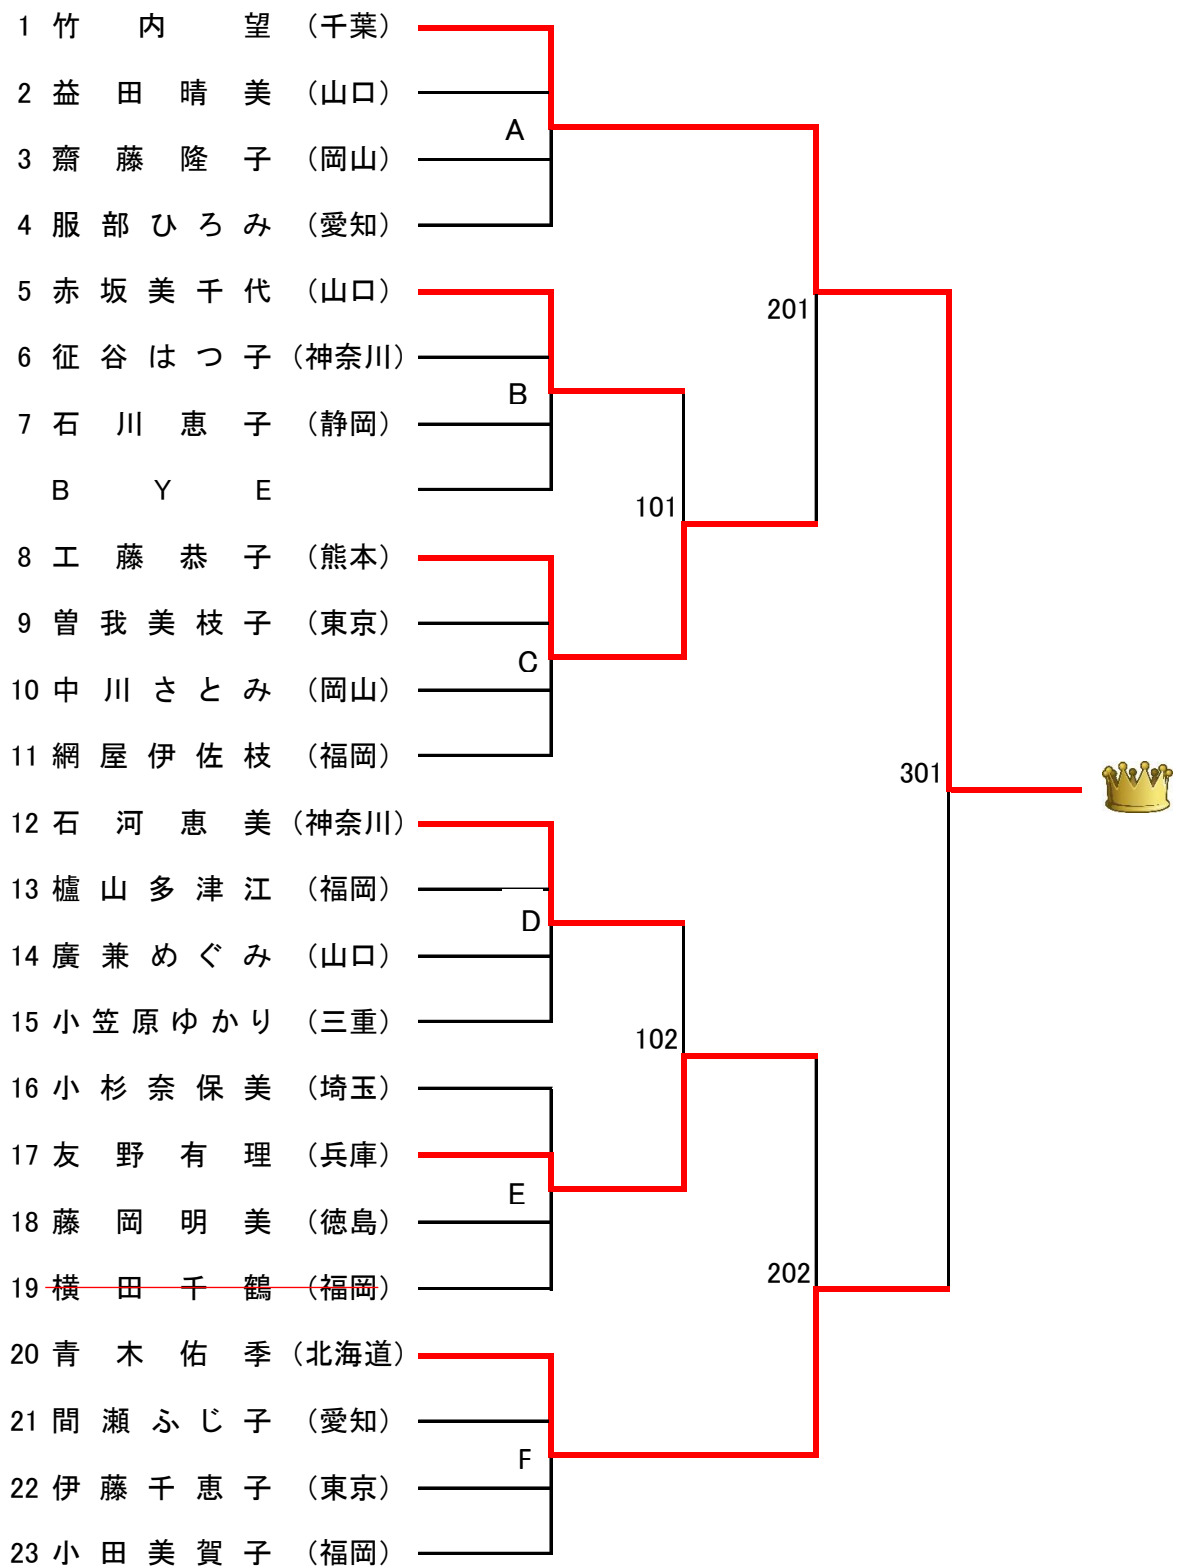 1 竹内望 (千葉)
2 益田晴美 (山口)
A
3 齋藤隆子 (岡山)
4 服部ひろみ (愛知)
5 赤坂美千代 (山口)
201
6 征谷はつ子 (神奈川)
B
7 石川恵子 (静岡)
BYE
101
8 工藤恭子 (熊本)
9 曽我美枝子 (東京)
C
10 中川さとみ (岡山)
11 網屋伊佐枝 (福岡)
301
12 石河恵美 (神奈川)
13 櫨山多津江 (福岡)
D
14 廣兼めぐみ (山口)
15 小笠原ゆかり (三重)
102
16 小杉奈保美 (埼玉)
17 友野有理 (兵庫)
E
18 藤岡明美 (徳島)
19 横田千鶴 (福岡)
202
20 青木佑季 (北海道)
21 間瀬ふじ子 (愛知)
F
22 伊藤千恵子 (東京)
23 小田美賀子 (福岡)